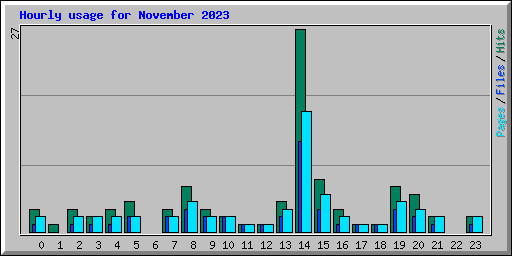 Hourly usage for November 2023
27
Pages/Files/Hits
0 1 2 3 4 5 6 7 8 9 10 11 12 13 14 15 16 17 18 19 20 21 22 23